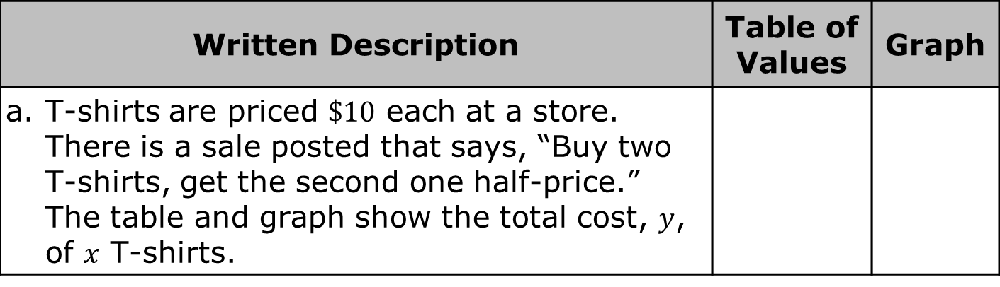 Written Description
Table of
Values
Graph
a. T-shirts are priced $10 each at a store.
There is a sale posted that says, “Buy two
T-shirts, get the second one half-price.”
The table and graph show the total cost, y,
of x T-shirts.